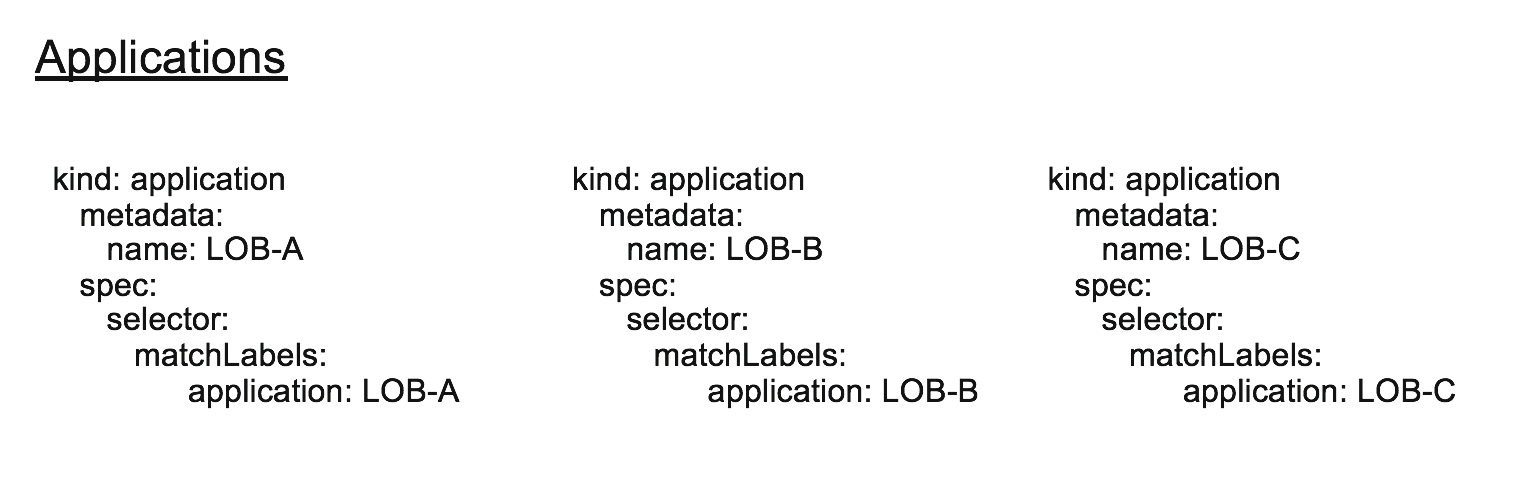 Applications
kind: application
metadata:
name: LOB-A
spec:
selector:
matchLabels:
application: LOB-A
kind: application
metadata:
name: LOB-B
spec:
selector:
matchLabels:
application: LOB-B
kind: application
metadata:
name: LOB-C
spec:
selector:
matchLabels:
application: LOB-C